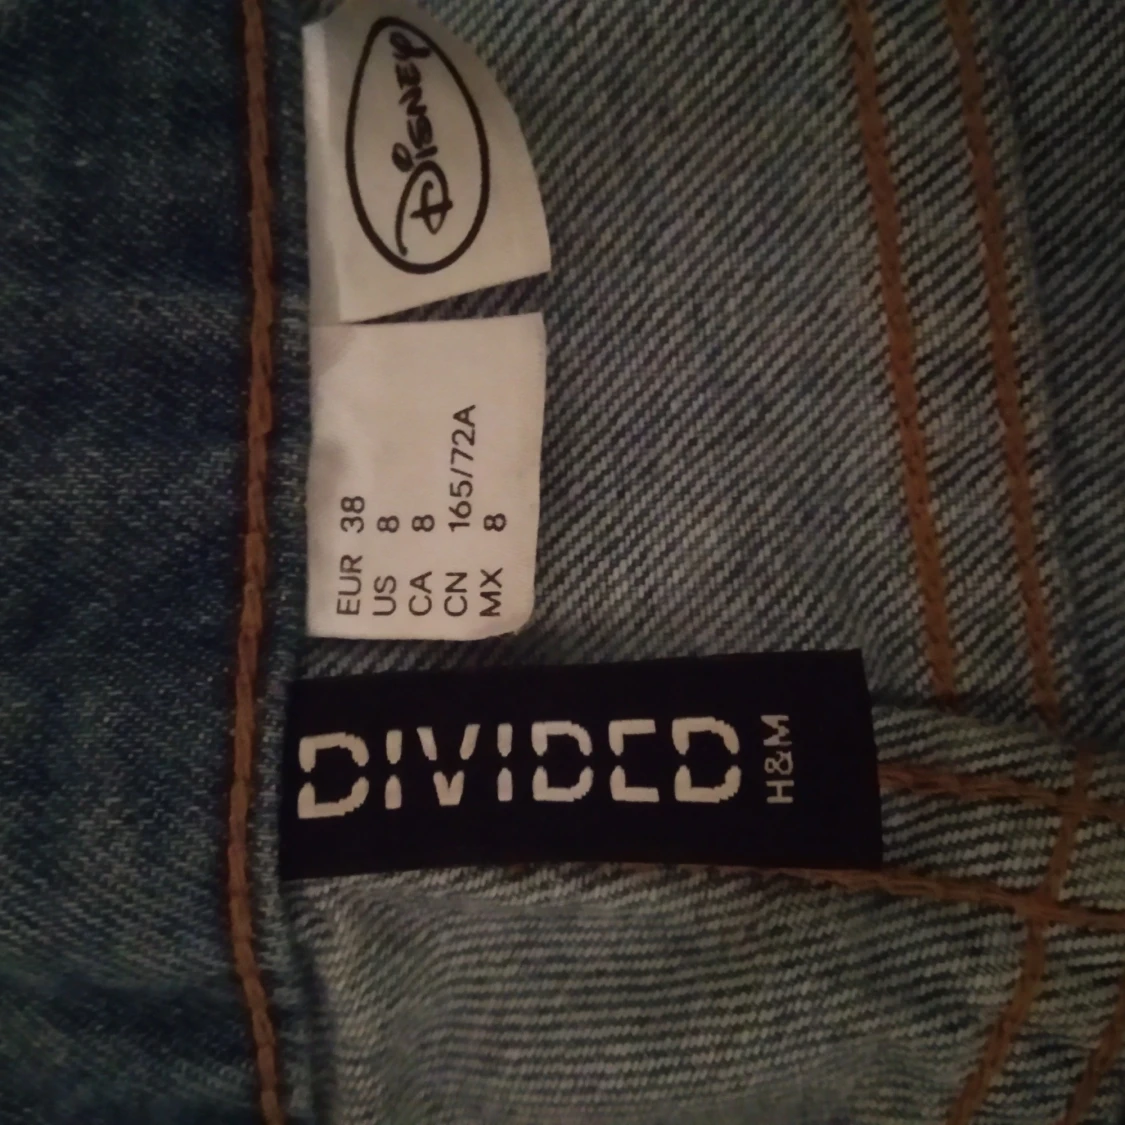 Disney
EUR 38
US 8
CA 8
CN 165/72A
MX 8
DIVIDED
H&M